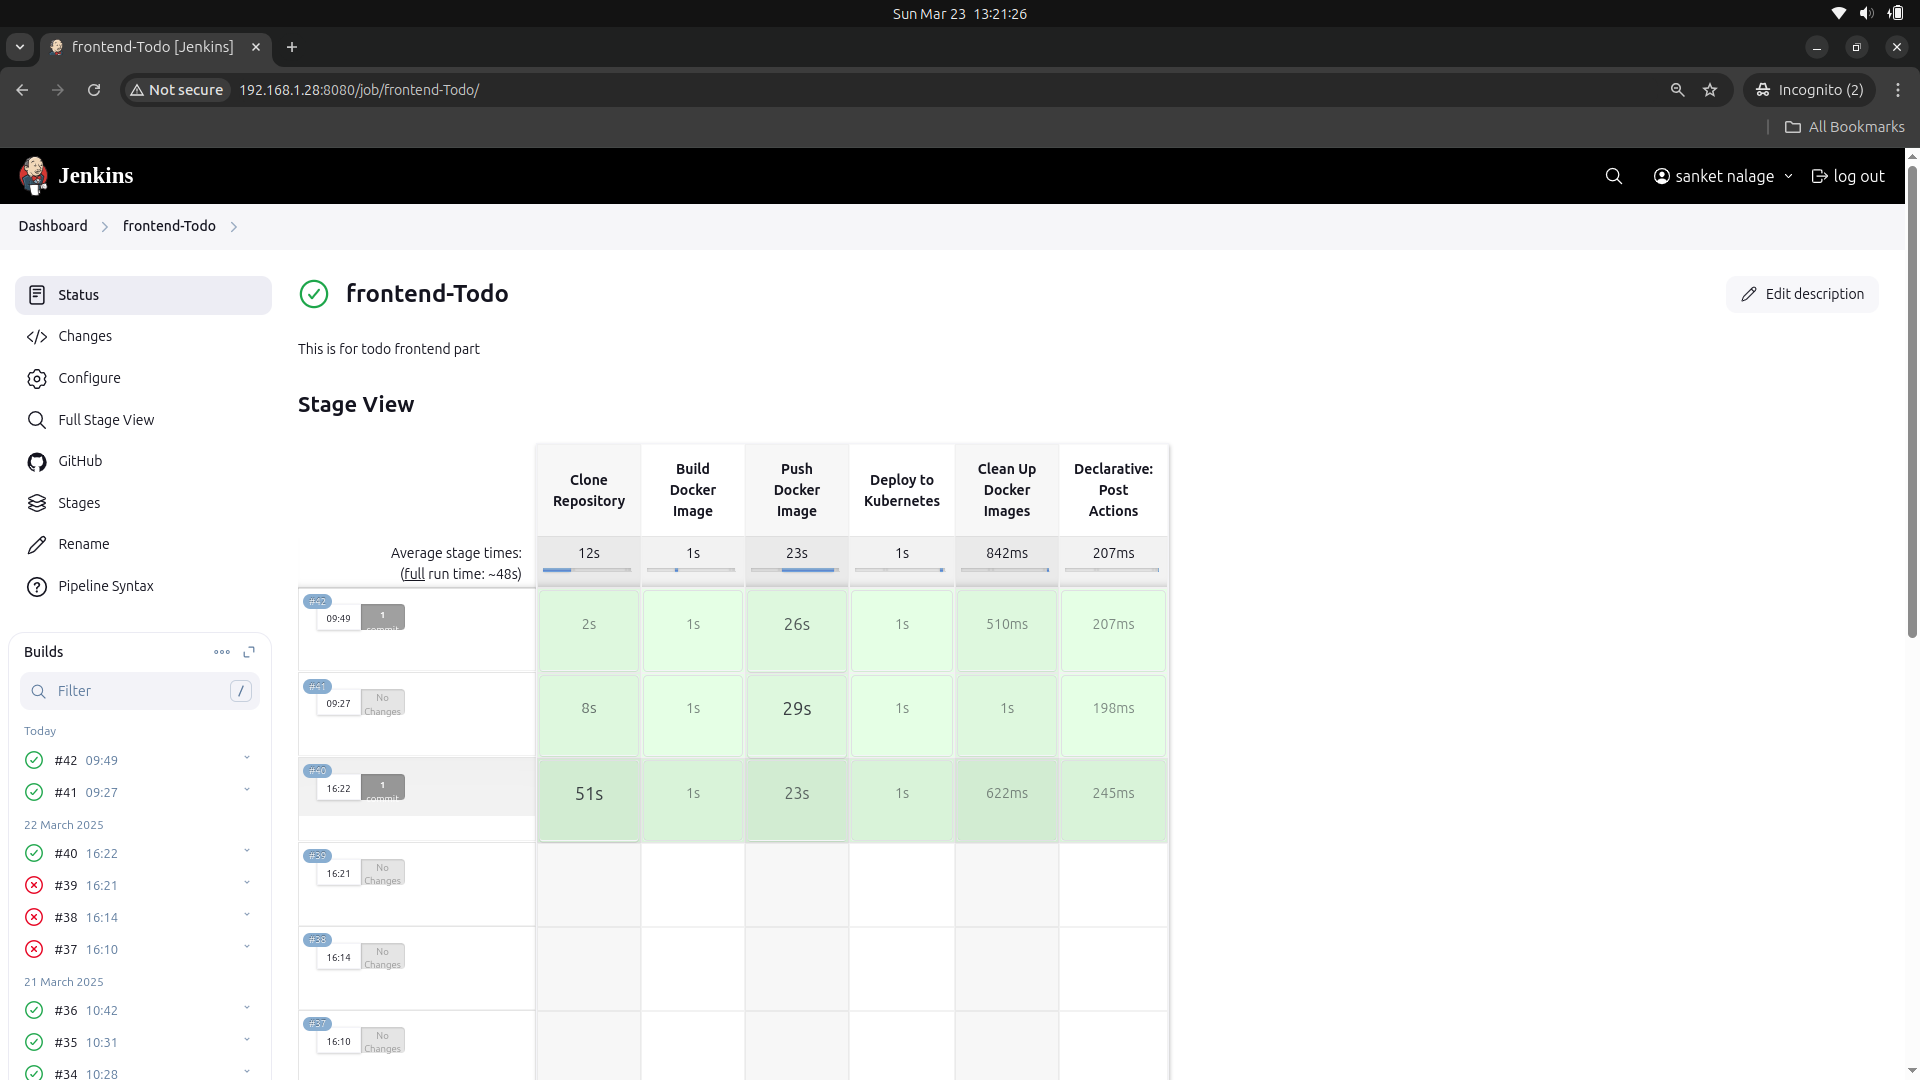 Sun Mar 23 13:21:26
frontend-Todo [Jenkins]
Not secure
192.168.1.28:8080/job/frontend-Todo/
Incognito (2)
All Bookmarks
Jenkins
sanket nalage
log out
Dashboard
frontend-Todo
Status
Changes
Configure
Full Stage View
GitHub
Stages
Rename
Pipeline Syntax
Builds
Filter
/
Today
#42 09:49
#41 09:27
22 March 2025
#40 16:22
#39 16:21
#38 16:14
#37 16:10
21 March 2025
#36 10:42
#35 10:31
#34 10:28
frontend-Todo
Edit description
This is for todo frontend part
Stage View
Clone
Repository
Build
Docker
Image
Push
Docker
Image
Deploy to
Kubernetes
Clean Up
Docker
Images
Declarative:
Post
Actions
Average stage times:
(full run time: ~48s)
12s
1s
23s
1s
842ms
207ms
#42
09:49
1
commit
2s
1s
26s
1s
510ms
207ms
#41
09:27
No
Changes
8s
1s
29s
1s
1s
198ms
#40
16:22
1
commit
51s
1s
23s
1s
622ms
245ms
#39
16:21
No
Changes
#38
16:14
No
Changes
#37
16:10
No
Changes